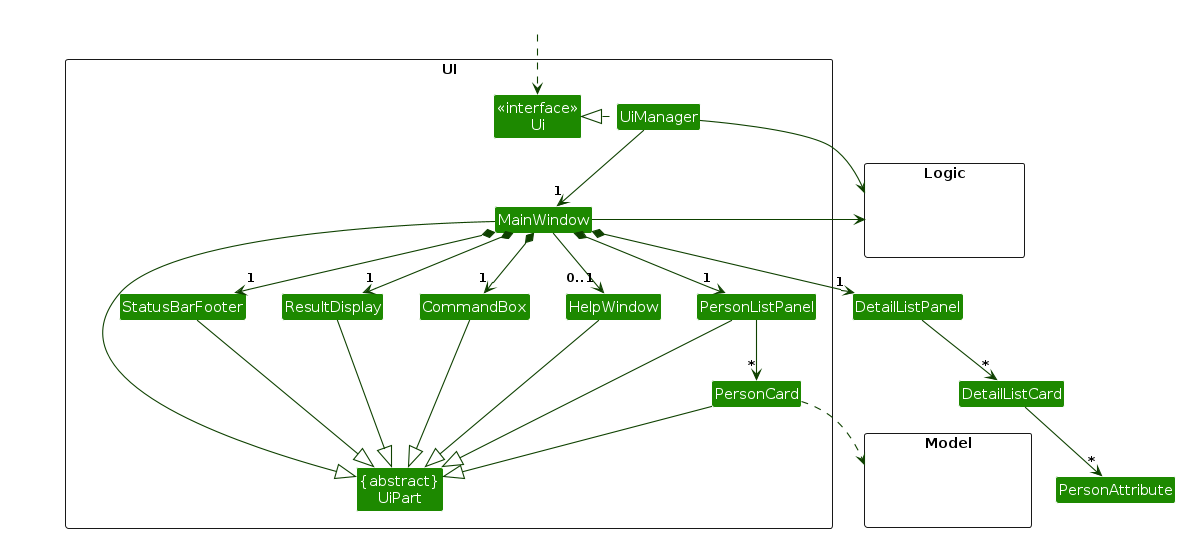 UI
«interface»
Ui
UiManager
Logic
1
MainWindow
1
1
1
0..1
1
1
StatusBarFooter
ResultDisplay
CommandBox
HelpWindow
PersonListPanel
DetailListPanel
*
*
PersonCard
DetailListCard
Model
*
{abstract}
UiPart
PersonAttribute